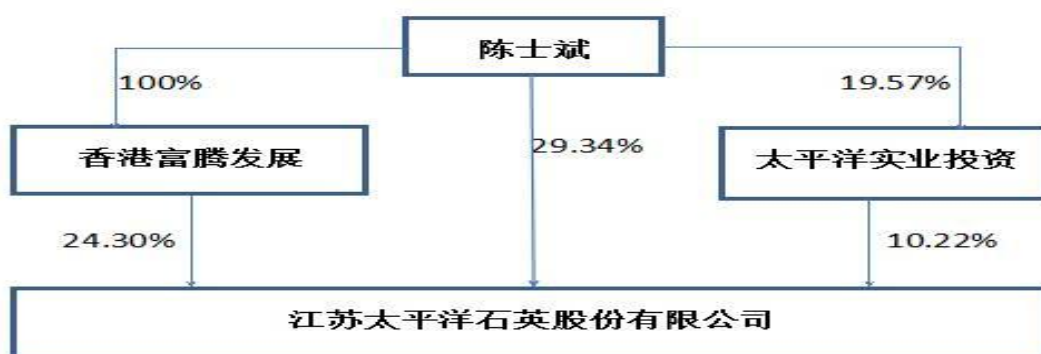 陈士斌
100%
19.57%
香港富腾发展
29.34%
太平洋实业投资
24.30%
10.22%
江苏太平洋石英股份有限公司